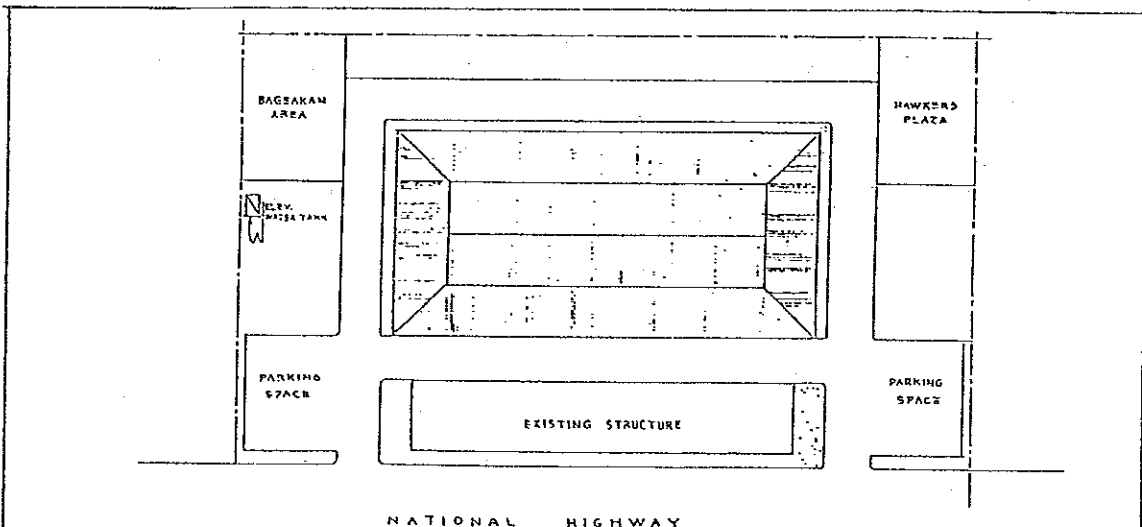 BAGSAKAN
AREA
HAWKERS
PLAZA
ELEV.
WATER TANK
PARKING
SPACE
PARKING
SPACE
EXISTING STRUCTURE
NATIONAL HIGHWAY